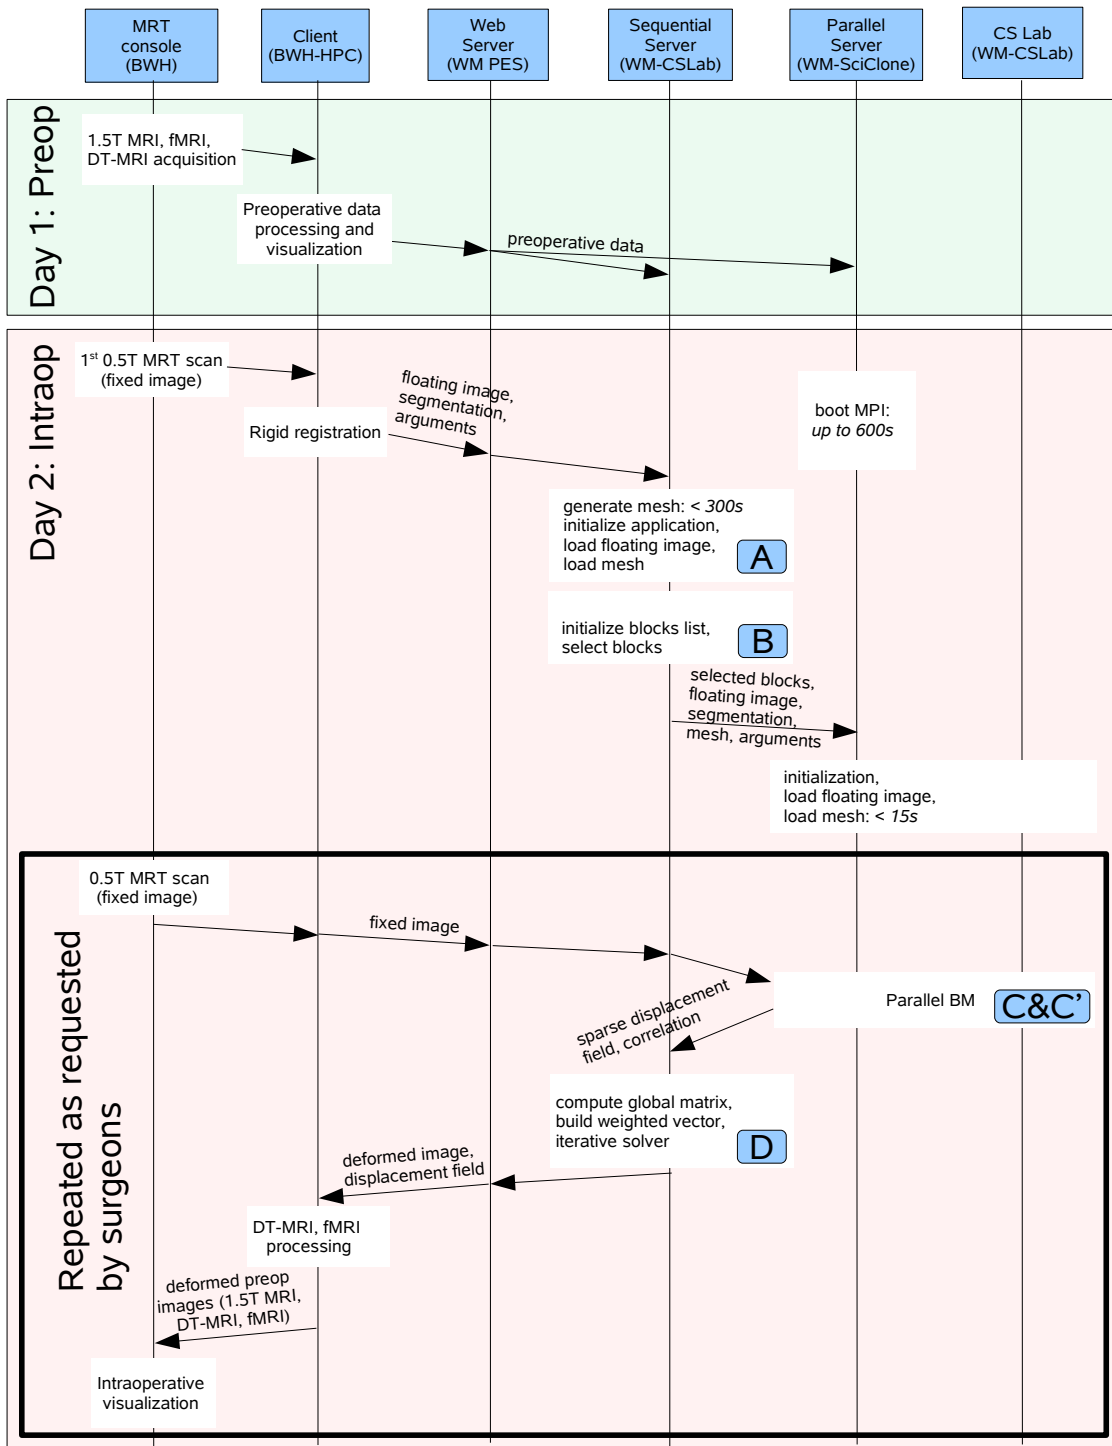 MRT
console
(BWH)
Client
(BWH-HPC)
Web
Server
(WM PES)
Sequential
Server
(WM-CSLab)
Parallel
Server
(WM-SciClone)
CS Lab
(WM-CSLab)
Day 1: Preop
1.5T MRI, fMRI,
DT-MRI acquisition
Preoperative data
processing and
visualization
preoperative data
Day 2: Intraop
1st 0.5T MRT scan
(fixed image)
floating image,
segmentation,
arguments
Rigid registration
boot MPI:
up to 600s
generate mesh: < 300s
initialize application,
load floating image,
load mesh
A
initialize blocks list,
select blocks
B
selected blocks,
floating image,
segmentation,
mesh, arguments
initialization,
load floating image,
load mesh: < 15s
Repeated as requested
by surgeons
0.5T MRT scan
(fixed image)
fixed image
Parallel BM
C&C'
sparse displacement
field, correlation
compute global matrix,
build weighted vector,
iterative solver
D
deformed image,
displacement field
DT-MRI, fMRI
processing
deformed preop
images (1.5T MRI,
DT-MRI, fMRI)
Intraoperative
visualization